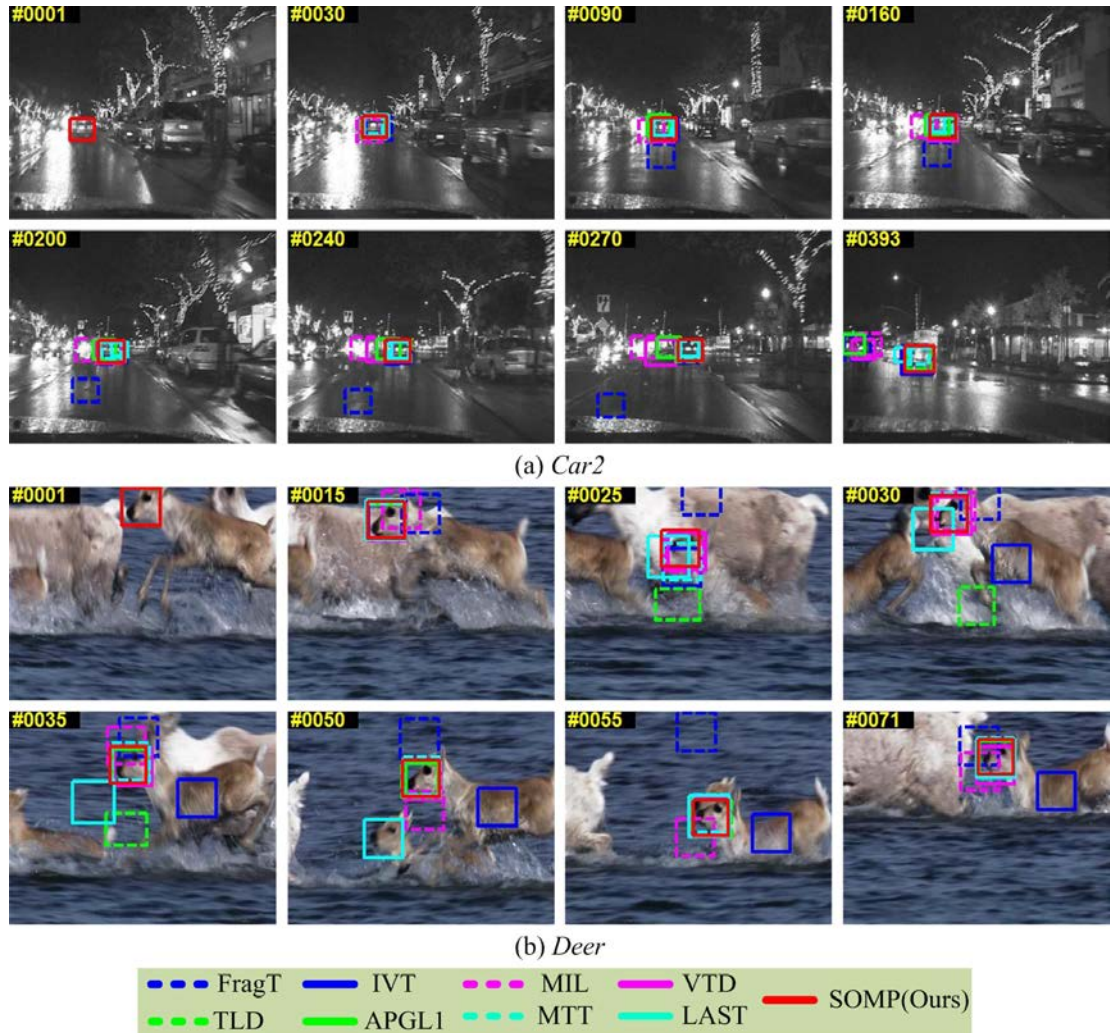 #0001 #0030 #0090 #0160
#0200 #0240 #0270 #0393
(a) Car2
#0001 #0015 #0025 #0030
#0035 #0050 #0055 #0071
(b) Deer
FragT IVT MIL VTD SOMP(Ours)
TLD APGL1 MTT LAST